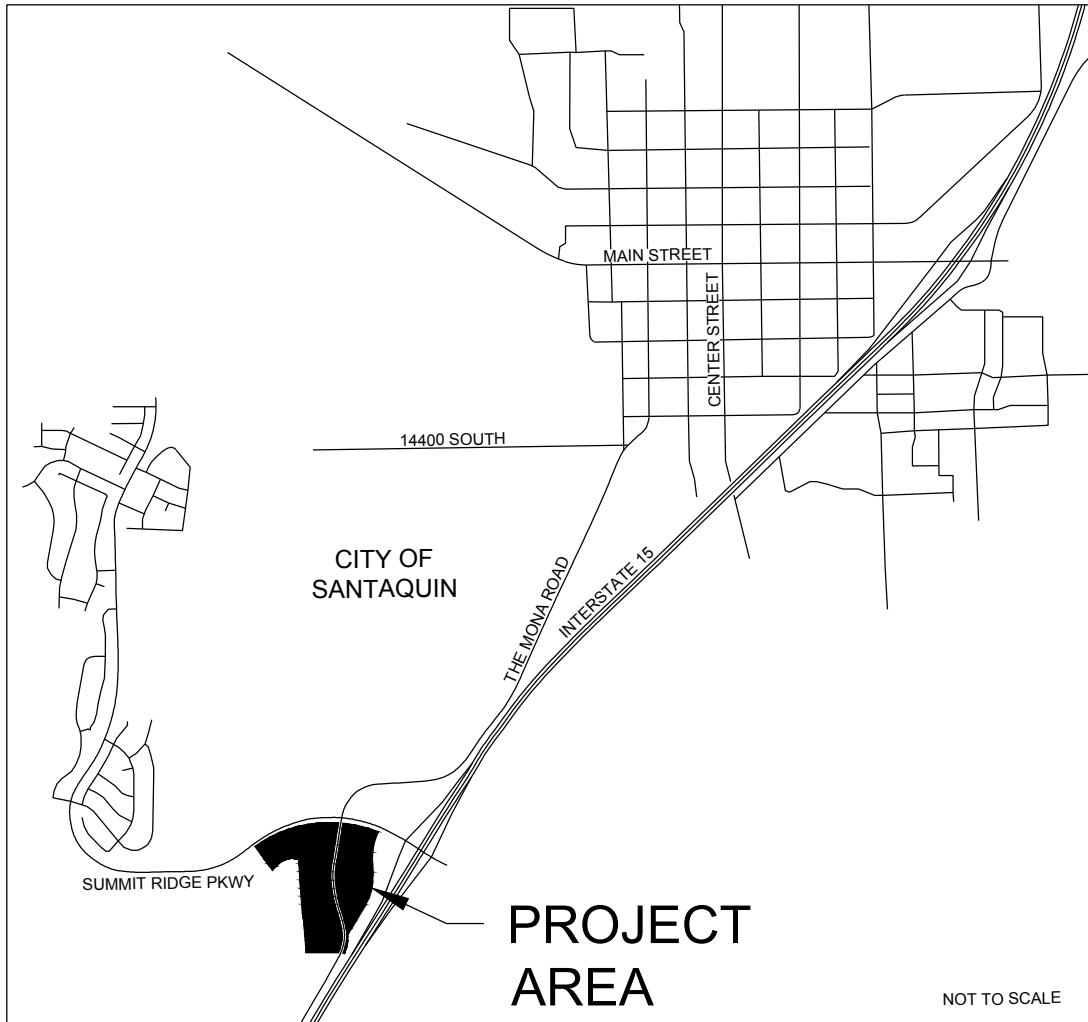 MAIN STREET
CENTER STREET
14400 SOUTH
CITY OF
SANTAQUIN
THE MONA ROAD
INTERSTATE 15
SUMMIT RIDGE PKWY
PROJECT
AREA
NOT TO SCALE